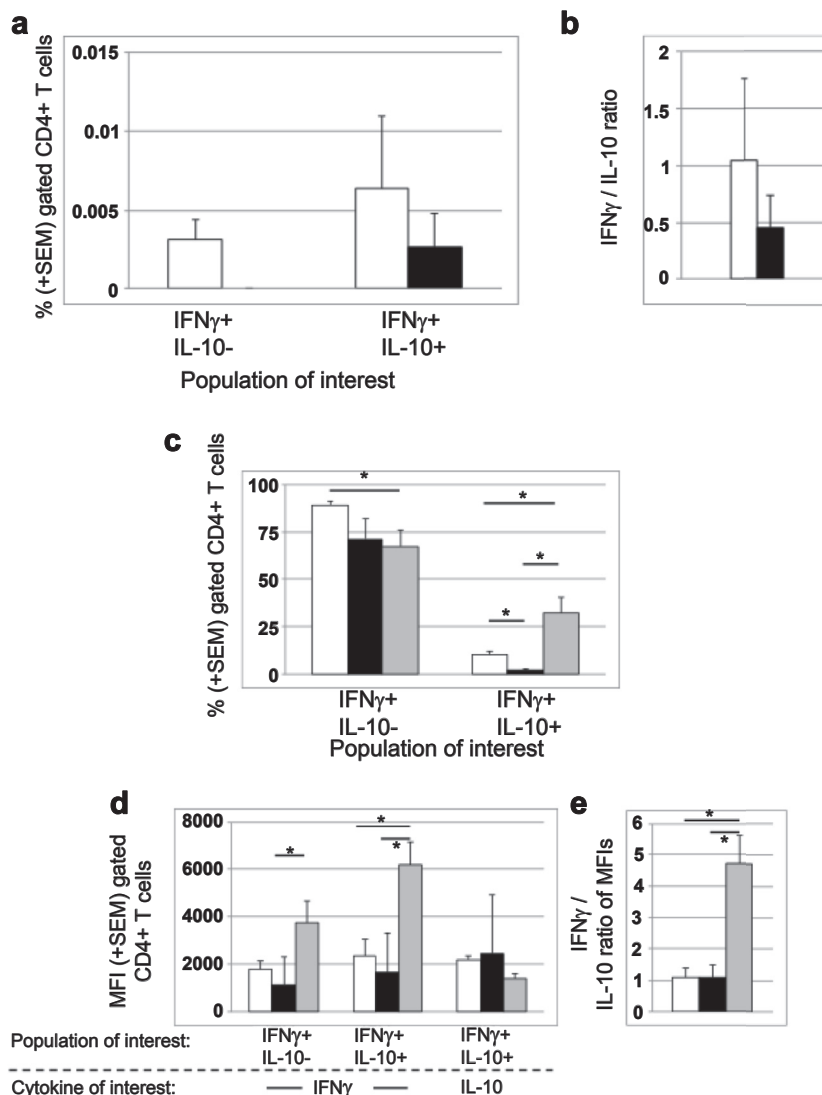 a
% (+SEM) gated CD4+ T cells
0.015
0.01
0.005
0
IFNγ+
IL-10-
IFNγ+
IL-10+
Population of interest
b
IFNγ / IL-10 ratio
2
1.5
1
0.5
0
c
% (+SEM) gated CD4+ T cells
100
75
50
25
0
*
*
*
*
IFNγ+
IL-10-
IFNγ+
IL-10+
Population of interest
d
MFI (+SEM) gated
CD4+ T cells
8000
6000
4000
2000
0
*
*
*
Population of interest:
IFNγ+
IL-10-
IFNγ+
IL-10+
IFNγ+
IL-10+
Cytokine of interest:
IFNγ
IL-10
e
IFNγ /
IL-10 ratio of MFIs
6
5
4
3
2
1
0
*
*